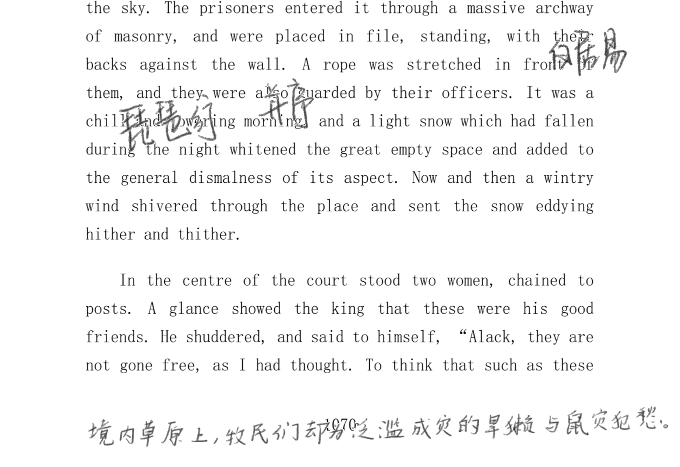 the sky. The prisoners entered it through a massive archway
of masonry, and were placed in file, standing, with their
白居易
backs against the wall. A rope was stretched in front of
them, and they were also guarded by their officers. It was a
琵琶行 并序
chill and lowering morning, and a light snow which had fallen
during the night whitened the great empty space and added to
the general dismalness of its aspect. Now and then a wintry
wind shivered through the place and sent the snow eddying
hither and thither.
In the centre of the court stood two women, chained to
posts. A glance showed the king that these were his good
friends. He shuddered, and said to himself, “Alack, they are
not gone free, as I had thought. To think that such as these
1070
境内草原上,牧民们却为泛滥成灾的旱獭与鼠灾犯愁。